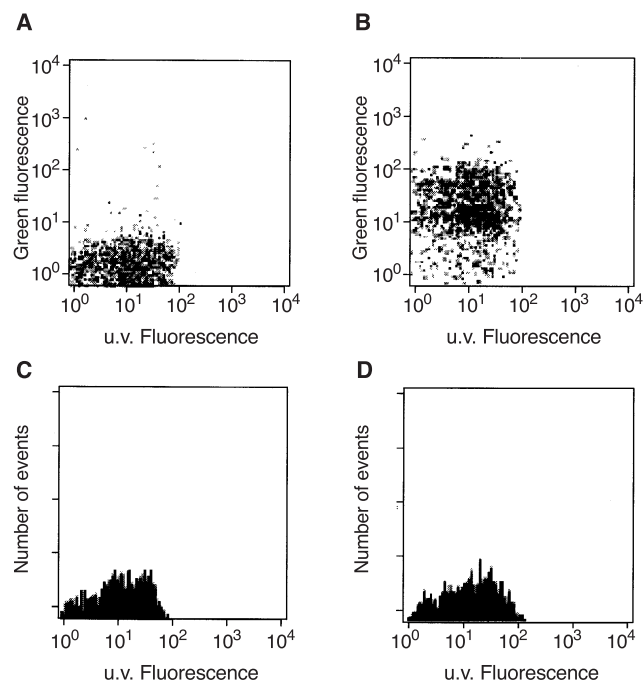 A
Green fluorescence
10⁴
10³
10²
10¹
10⁰
10⁰ 10¹ 10² 10³ 10⁴
u.v. Fluorescence
B
Green fluorescence
10⁴
10³
10²
10¹
10⁰
10⁰ 10¹ 10² 10³ 10⁴
u.v. Fluorescence
C
Number of events
10⁰ 10¹ 10² 10³ 10⁴
u.v. Fluorescence
D
Number of events
10⁰ 10¹ 10² 10³ 10⁴
u.v. Fluorescence